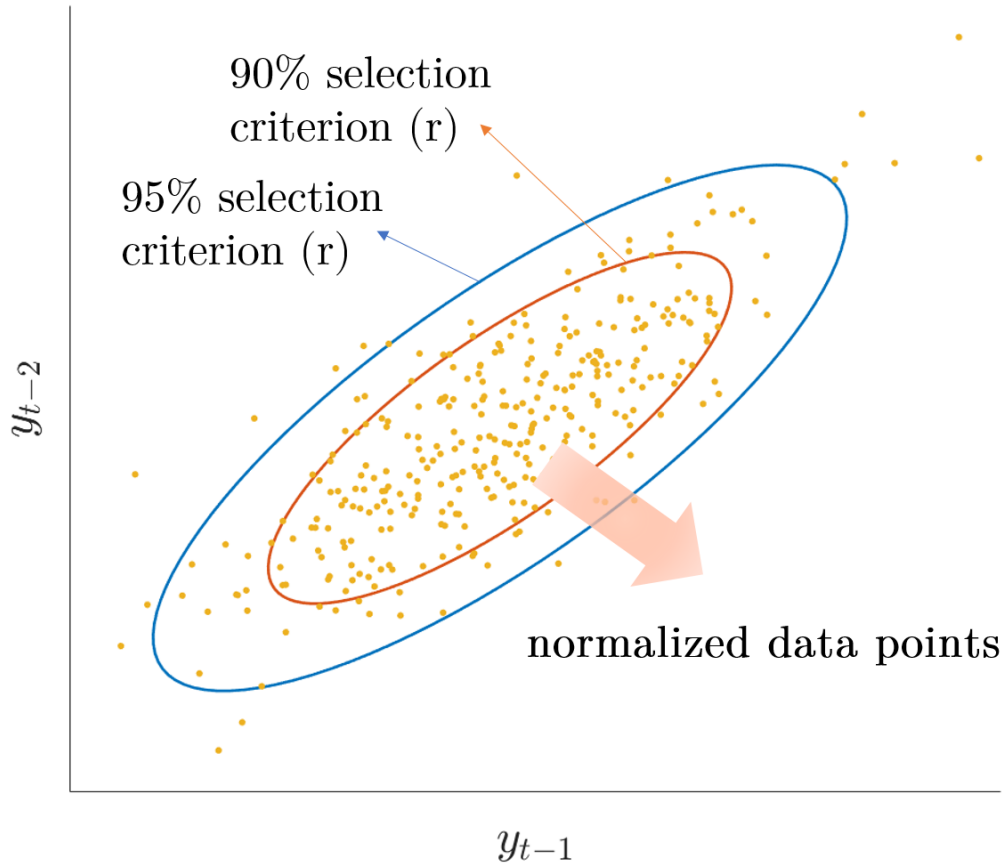 90% selection
criterion (r)
95% selection
criterion (r)
y_{t−2}
normalized data points
y_{t−1}